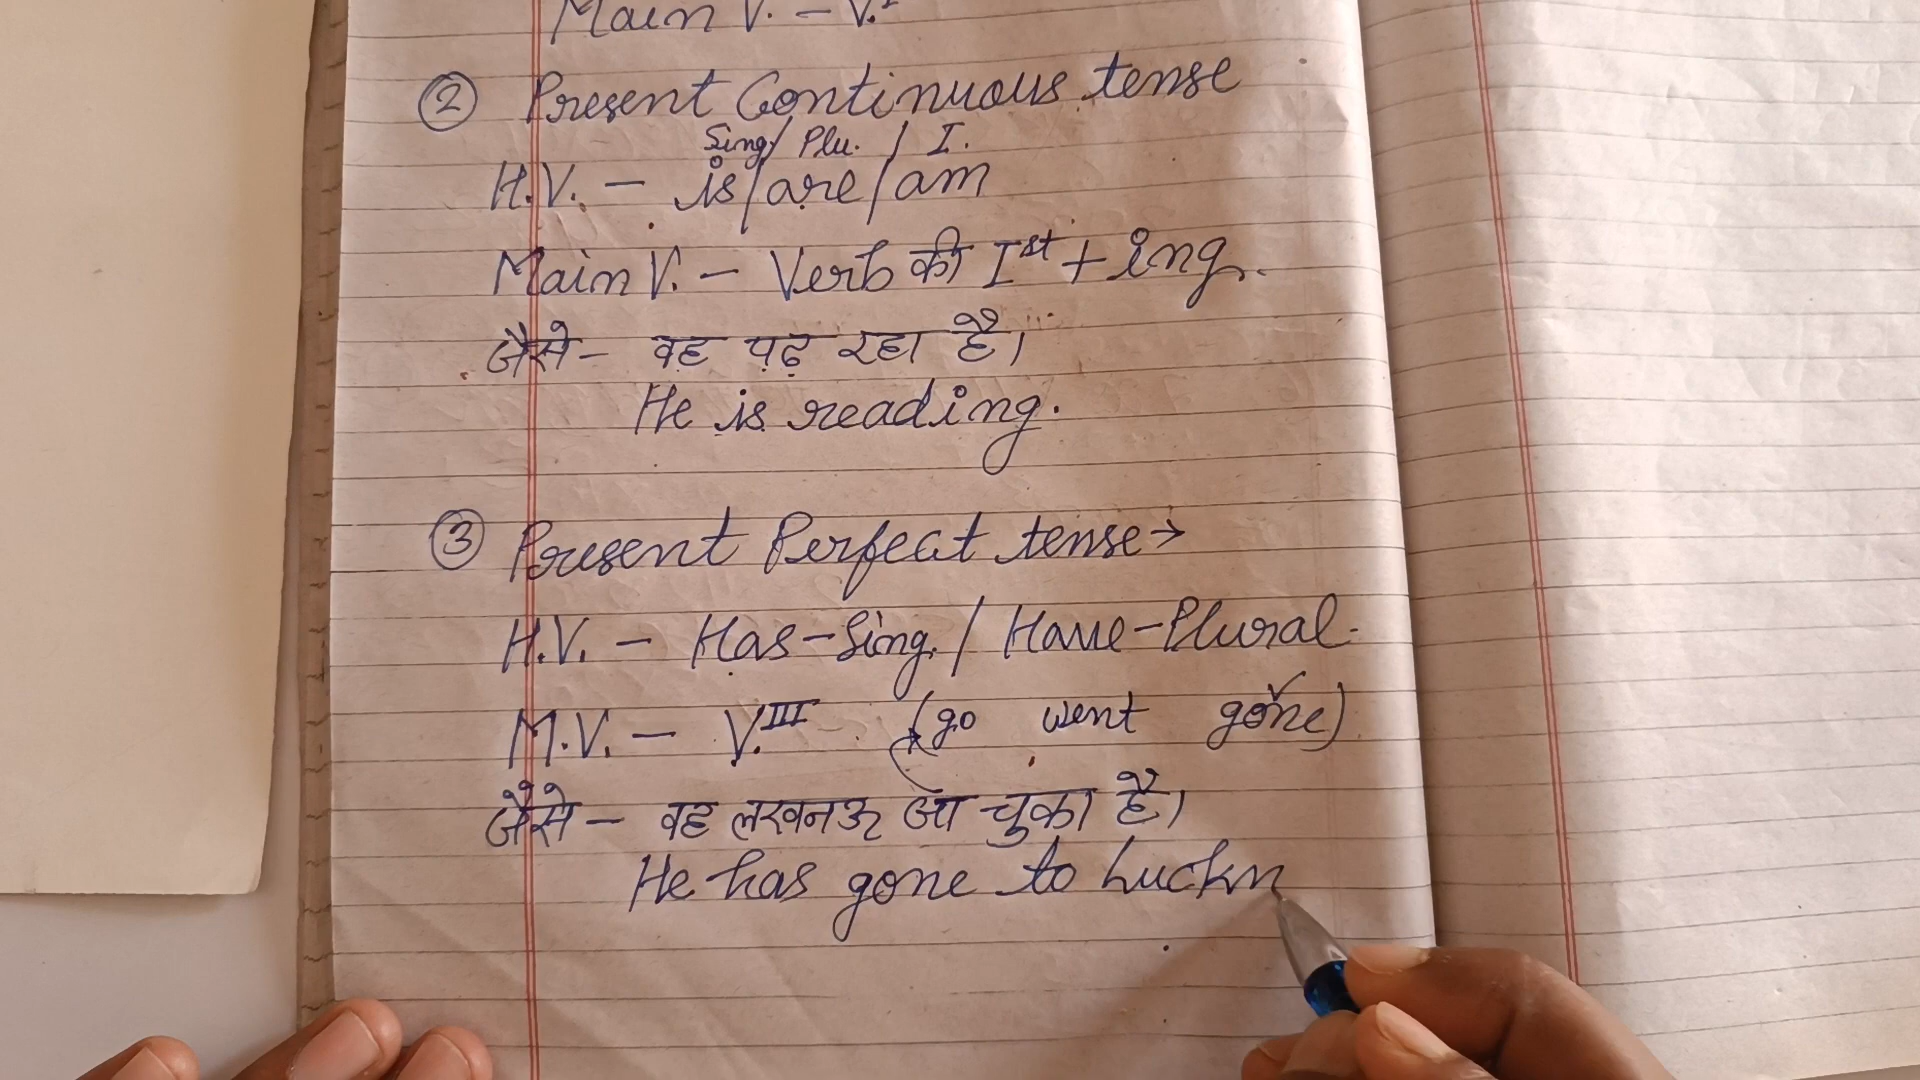 Main V. - V.I
② Present Continuous tense
Sing/ Plu. / I.
H.V. - is/are/am
Main V. - Verb की Ist + ing.
जैसे- वह पढ़ रहा है।
He is reading.
③ Present Perfect tense→
H.V. - Has-Sing. / Have-Plural.
M.V. - V.III (go went gone)
जैसे- वह लखनऊ जा चुका है।
He has gone to Luckn